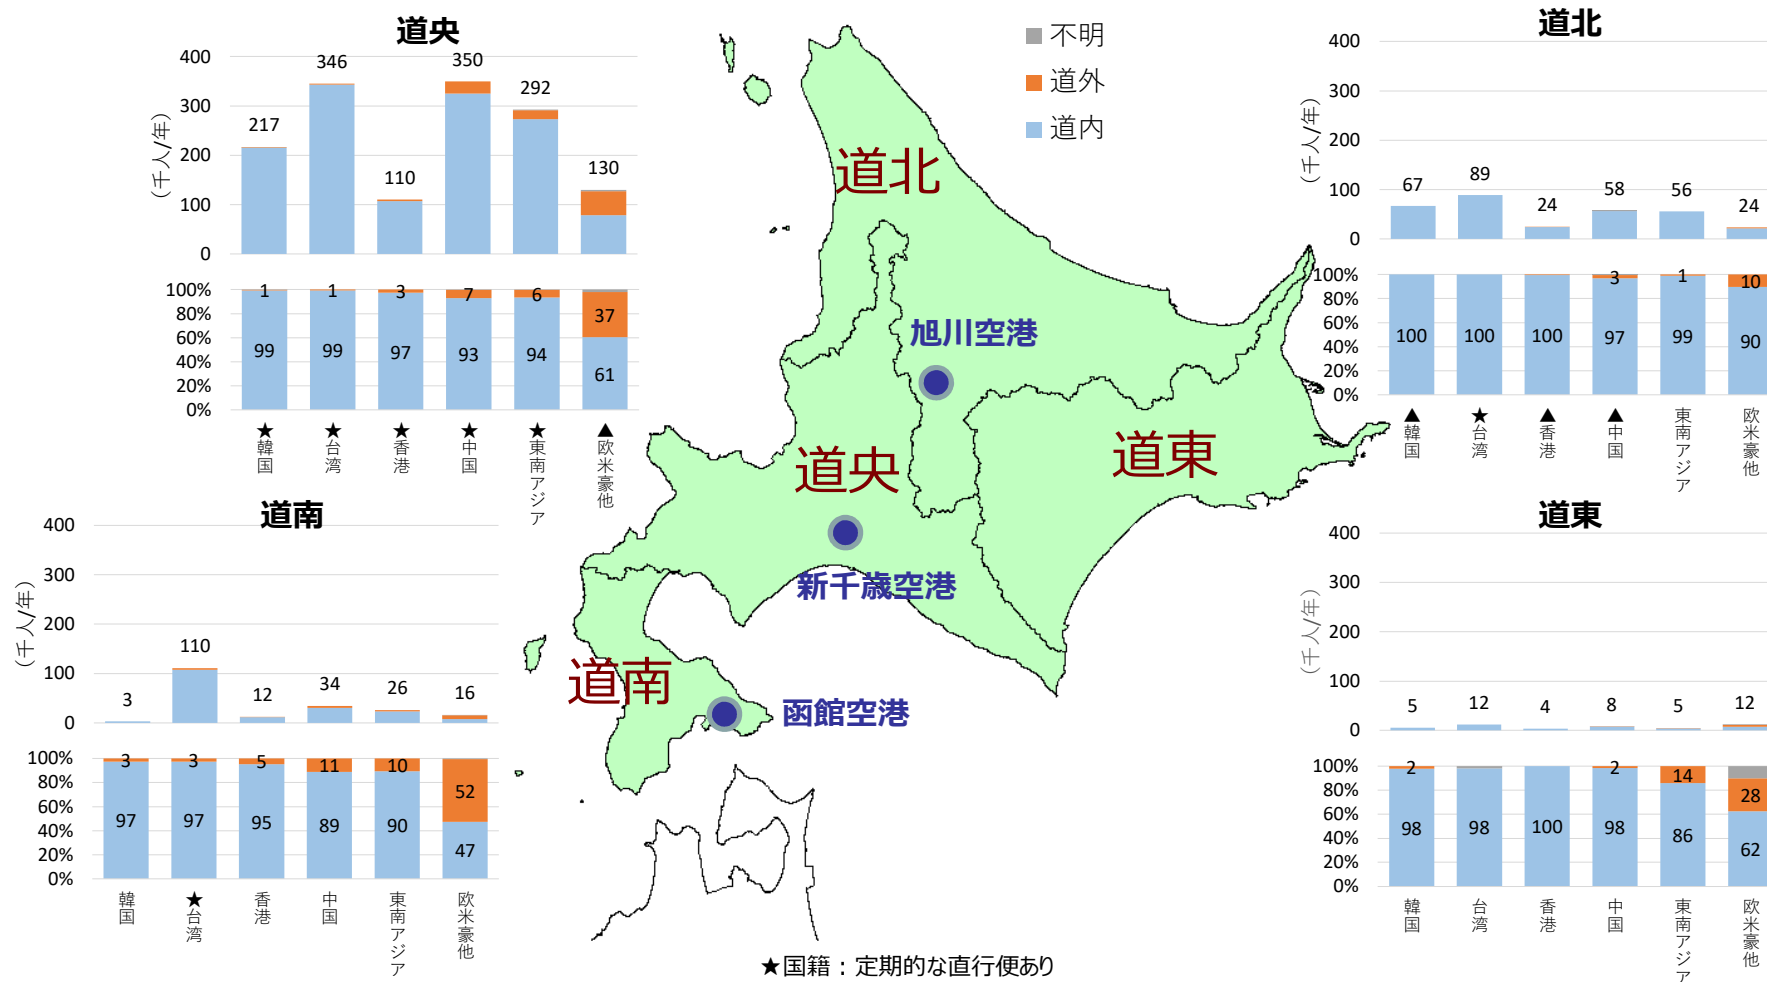 道央
(千人/年)
400
300
200
100
0
217
346
110
350
292
130
100%
80%
60%
40%
20%
0%
1
1
3
7
6
37
99
99
97
93
94
61
★韓国
★台湾
★香港
★中国
★東南アジア
▲欧米豪他
不明
道外
道内
道北
(千人/年)
400
300
200
100
0
67
89
24
58
56
24
100%
80%
60%
40%
20%
0%
3
1
10
100
100
100
97
99
90
▲韓国
★台湾
▲香港
▲中国
東南アジア
欧米豪他
道北
旭川空港
道央
道東
新千歳空港
道南
函館空港
道南
(千人/年)
400
300
200
100
0
3
110
12
34
26
16
100%
80%
60%
40%
20%
0%
3
3
5
11
10
52
97
97
95
89
90
47
韓国
★台湾
香港
中国
東南アジア
欧米豪他
道東
(千人/年)
400
300
200
100
0
5
12
4
8
5
12
100%
80%
60%
40%
20%
0%
2
2
14
28
98
98
100
98
86
62
韓国
台湾
香港
中国
東南アジア
欧米豪他
★国籍：定期的な直行便あり